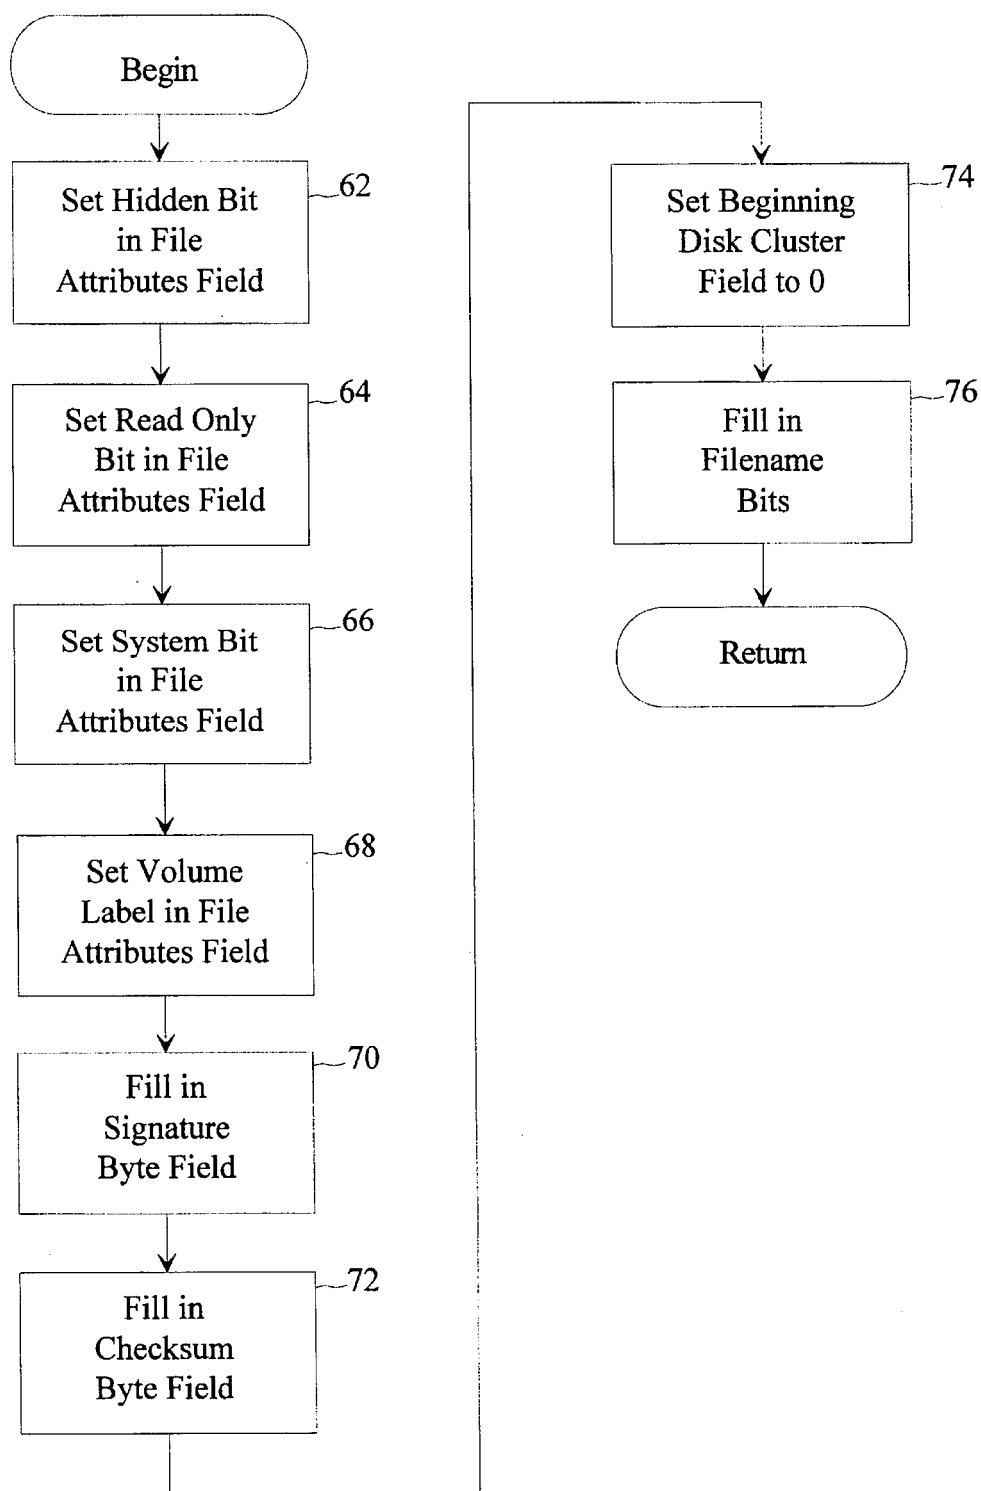 Begin
62
Set Hidden Bit
in File
Attributes Field
64
Set Read Only
Bit in File
Attributes Field
66
Set System Bit
in File
Attributes Field
68
Set Volume
Label in File
Attributes Field
70
Fill in
Signature
Byte Field
72
Fill in
Checksum
Byte Field
74
Set Beginning
Disk Cluster
Field to 0
76
Fill in
Filename
Bits
Return